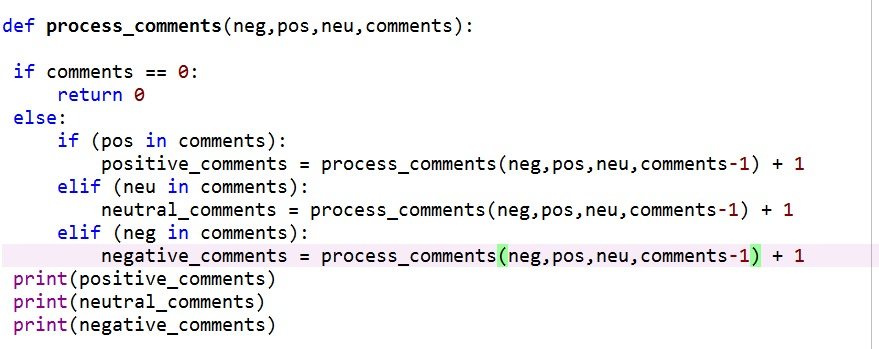 def process_comments(neg,pos,neu,comments):
if comments == 0:
return 0
else:
if (pos in comments):
positive_comments = process_comments(neg,pos,neu,comments-1) + 1
elif (neu in comments):
neutral_comments = process_comments(neg,pos,neu,comments-1) + 1
elif (neg in comments):
negative_comments = process_comments(neg,pos,neu,comments-1) + 1
print(positive_comments)
print(neutral_comments)
print(negative_comments)